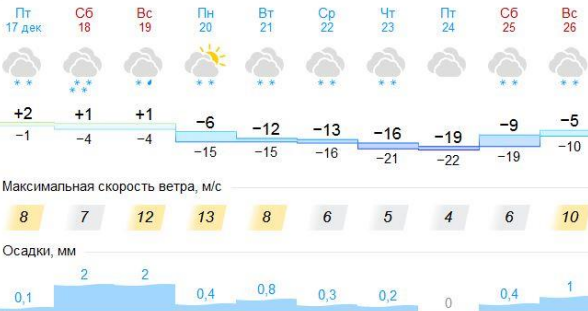 Пт Сб Вс Пн Вт Ср Чт Пт Сб Вс
17 дек 18 19 20 21 22 23 24 25 26
+2 +1 +1 −6 −12 −13 −16 −19 −9 −5
−1 −4 −4 −15 −15 −16 −21 −22 −19 −10
Максимальная скорость ветра, м/с
8 7 12 13 8 6 5 4 6 10
Осадки, мм
0,1 2 2 0,4 0,8 0,3 0,2 0 0,4 1